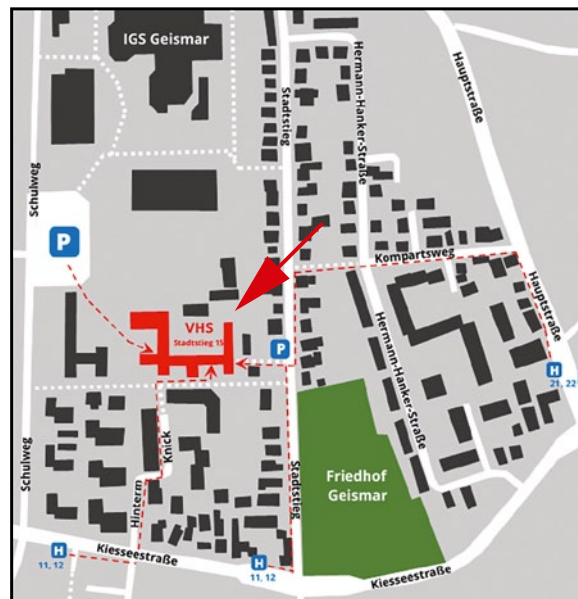 IGS Geismar
Schulweg
Stadtstieg
Hermann-Hanker-Straße
Hauptstraße
P
Kompartsweg
Hauptstraße
VHS
Stadtstieg 15
P
Hermann-Hanker-Straße
H
21, 22
Schulweg
Hinterm
Knick
Stadtstieg
Friedhof
Geismar
Kiesseestraße
H
11, 12
H
11, 12
Kiesseestraße